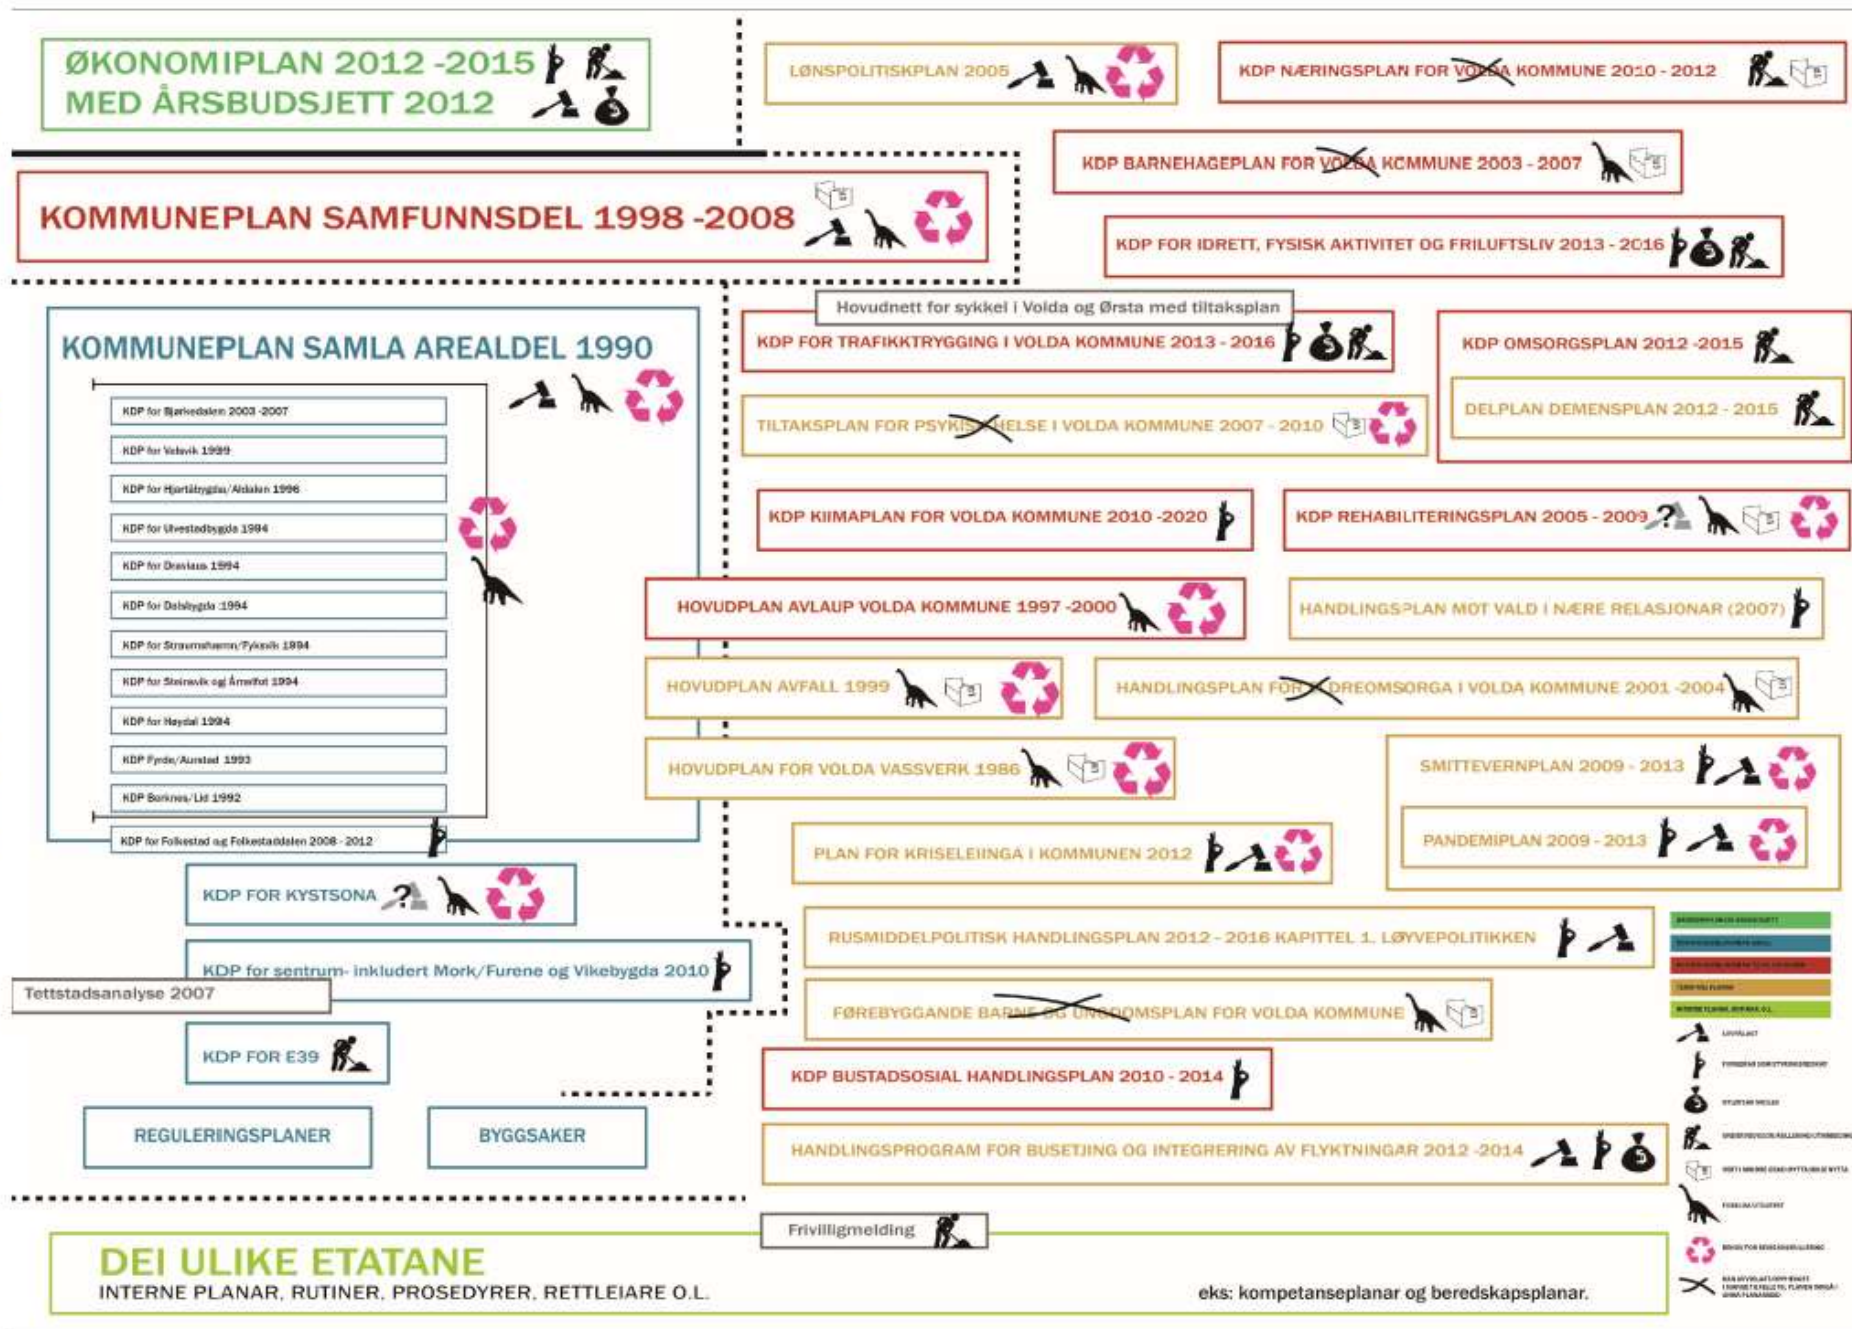 ØKONOMIPLAN 2012 -2015
MED ÅRSBUDSJETT 2012
LØNSPOLITISKPLAN 2005
KDP NÆRINGSPLAN FOR VOLDA KOMMUNE 2010 - 2012
KDP BARNEHAGEPLAN FOR VOLDA KOMMUNE 2003 - 2007
KOMMUNEPLAN SAMFUNNSDEL 1998 -2008
KDP FOR IDRETT, FYSISK AKTIVITET OG FRILUFTSLIV 2013 - 2016
Hovudnett for sykkel i Volda og Ørsta med tiltaksplan
KDP FOR TRAFIKKTRYGGING I VOLDA KOMMUNE 2013 - 2016
KDP OMSORGSPLAN 2012 -2015
DELPLAN DEMENSPLAN 2012 - 2015
TILTAKSPLAN FOR PSYKISK HELSE I VOLDA KOMMUNE 2007 - 2010
KDP KIIMAPLAN FOR VOLDA KOMMUNE 2010 -2020
KDP REHABILITERINGSPLAN 2005 - 2009
HOVUDPLAN AVLAUP VOLDA KOMMUNE 1997 -2000
HANDLINGSPLAN MOT VALD I NÆRE RELASJONAR (2007)
HOVUDPLAN AVFALL 1999
HANDLINGSPLAN FOR DREOMSORGA I VOLDA KOMMUNE 2001 -2004
HOVUDPLAN FOR VOLDA VASSVERK 1986
SMITTEVERNPLAN 2009 - 2013
PANDEMIPLAN 2009 - 2013
PLAN FOR KRISELEIINGA I KOMMUNEN 2012
RUSMIDDELPOLITISK HANDLINGSPLAN 2012 - 2016 KAPITTEL 1. LØYVEPOLITIKKEN
FØREBYGGANDE BARNE OG UNGDOMSPLAN FOR VOLDA KOMMUNE
KDP BUSTADSOSIAL HANDLINGSPLAN 2010 - 2014
HANDLINGSPROGRAM FOR BUSETJING OG INTEGRERING AV FLYKTNINGAR 2012 -2014
KOMMUNEPLAN SAMLA AREALDEL 1990
KDP for Bjørkedalen 2003 -2007
KDP for Velsvik 1999
KDP for Hjartåbygda/Aldalen 1996
KDP for Ulvestadbygda 1994
KDP for Dravlaus 1994
KDP for Dalsbygda 1994
KDP for Straumshamn/Fyksvik 1994
KDP for Steinsvik og Årnelfot 1994
KDP for Høydal 1994
KDP Fyrde/Aurstad 1993
KDP Barknes/Lid 1992
KDP for Folkestad og Folkestaddalen 2008 - 2012
KDP FOR KYSTSONA
KDP for sentrum- inkludert Mork/Furene og Vikebygda 2010
Tettstadsanalyse 2007
KDP FOR E39
REGULERINGSPLANER
BYGGSAKER
Frivilligmelding
DEI ULIKE ETATANE
INTERNE PLANAR, RUTINER, PROSEDYRER, RETTLEIARE O.L.
eks: kompetanseplanar og beredskapsplanar.